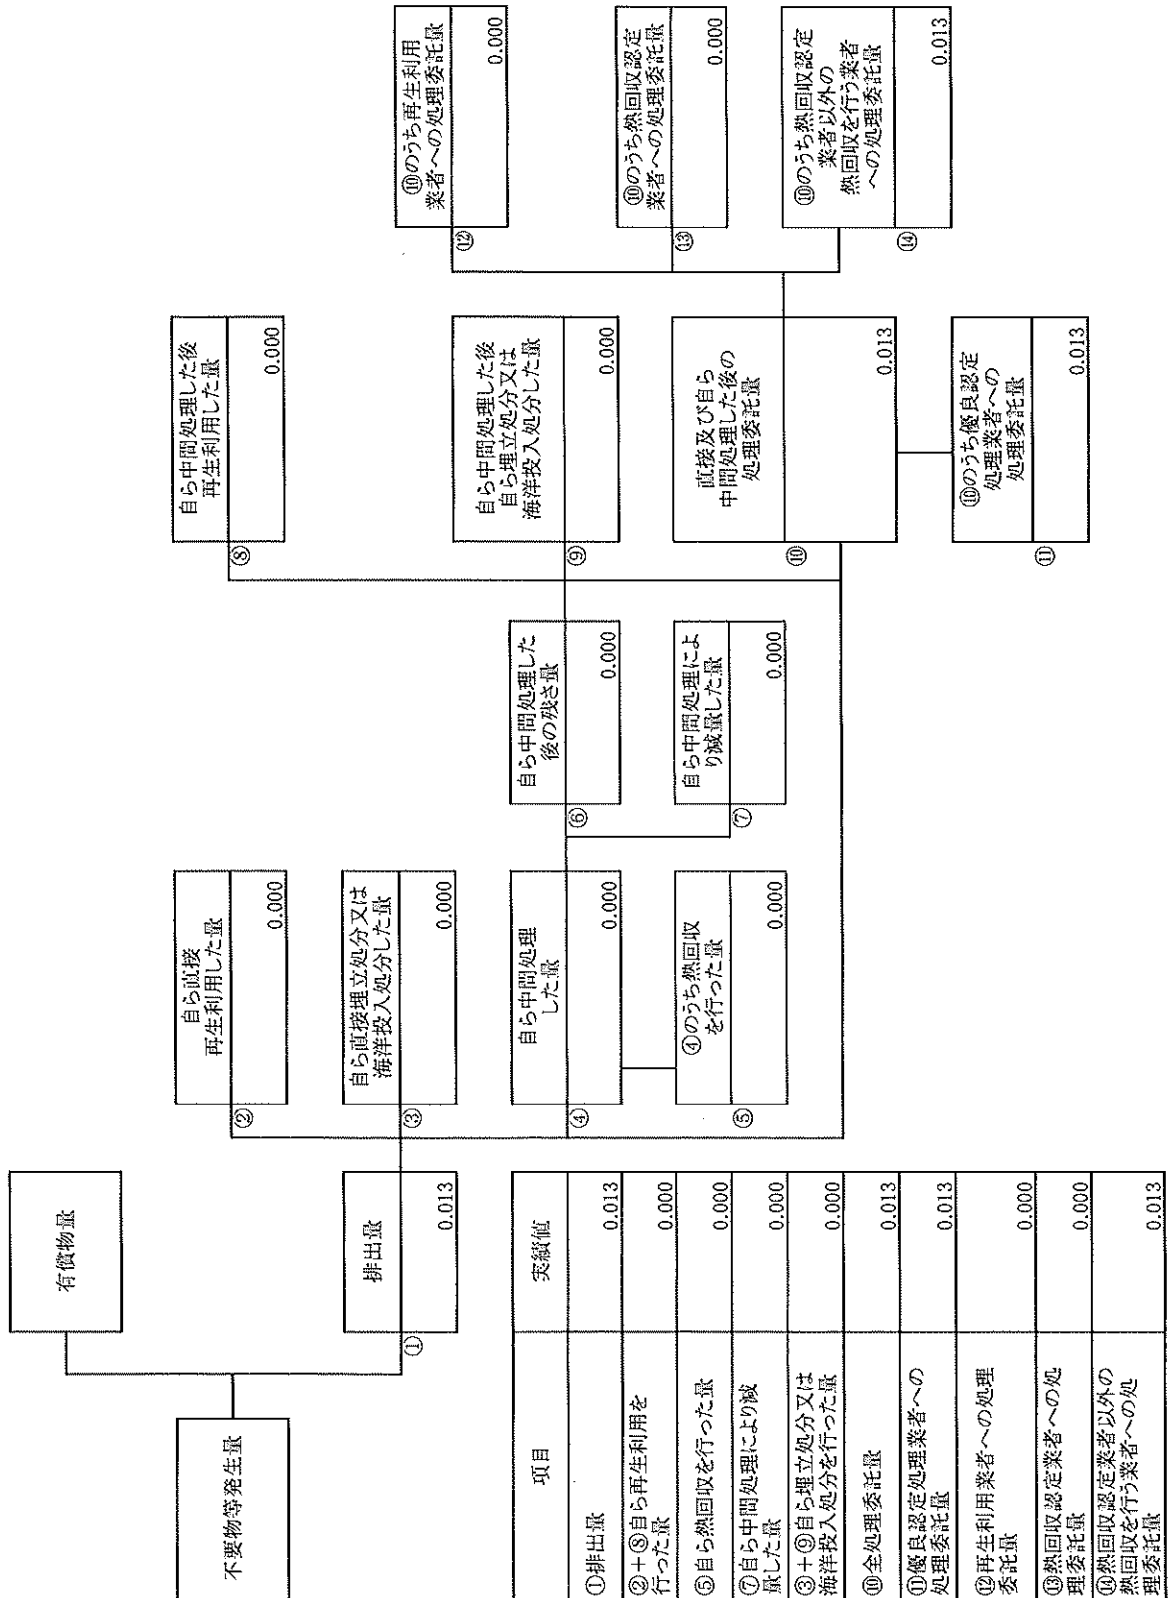 不要物等発生量
有償物量
排出量
①
0.013
自ら直接
再生利用した量
②
0.000
自ら直接埋立処分又は
海洋投入処分した量
③
0.000
自ら中間処理
した量
④
0.000
④のうち熱回収
を行った量
⑤
0.000
自ら中間処理した
後の残さ量
⑥
0.000
自ら中間処理によ
り減量した量
⑦
0.000
自ら中間処理した後
再生利用した量
⑧
0.000
自ら中間処理した後
自ら埋立処分又は
海洋投入処分した量
⑨
0.000
直接及び自ら
中間処理した後の
処理委託量
⑩
0.013
⑩のうち優良認定
処理業者への
処理委託量
⑪
0.013
⑩のうち再生利用
業者への処理委託量
⑫
0.000
⑩のうち熱回収認定
業者への処理委託量
⑬
0.000
⑩のうち熱回収認定
業者以外の
熱回収を行う業者
への処理委託量
⑭
0.013
項目
実績値
①排出量
0.013
②+⑧自ら再生利用を
行った量
0.000
⑤自ら熱回収を行った量
0.000
⑦自ら中間処理により減
量した量
0.000
③+⑨自ら埋立処分又は
海洋投入処分を行った量
0.000
⑩全処理委託量
0.013
⑪優良認定処理業者への
処理委託量
0.013
⑫再生利用業者への処理
委託量
0.000
⑬熱回収認定業者への処
理委託量
0.000
⑭熱回収認定業者以外の
熱回収を行う業者への処
理委託量
0.013